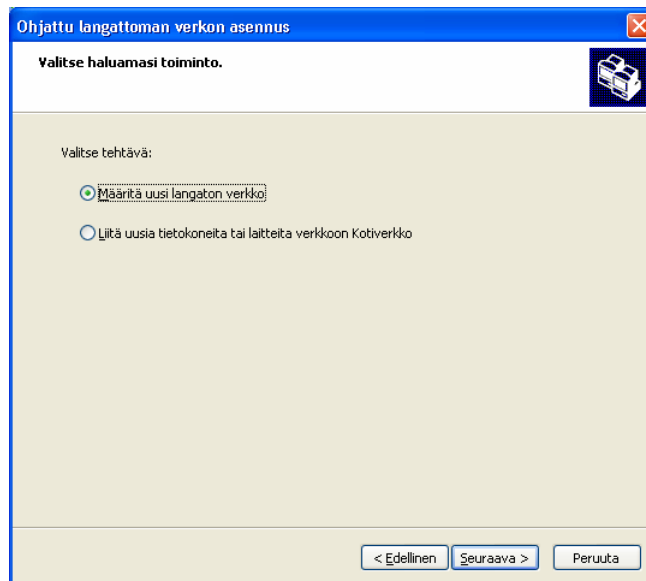 Ohjattu langattoman verkon asennus
Valitse haluamasi toiminto.
Valitse tehtävä:
Määritä uusi langaton verkko
Liitä uusia tietokoneita tai laitteita verkkoon Kotiverkko
< Edellinen
Seuraava >
Peruuta